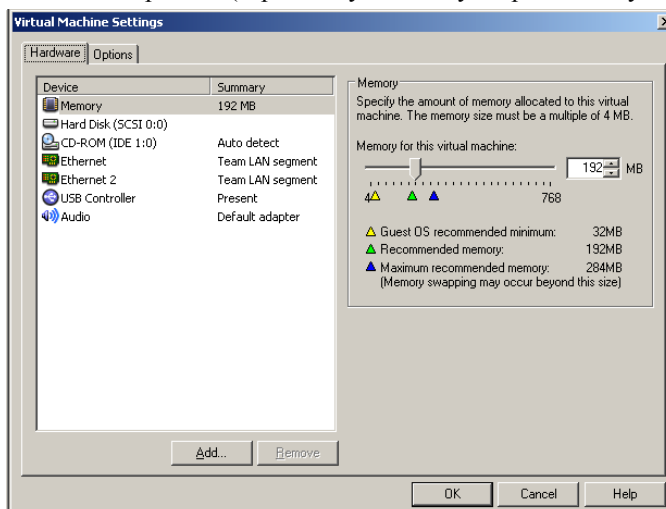 Virtual Machine Settings
Hardware Options
Device Summary
Memory 192 MB
Hard Disk (SCSI 0:0)
CD-ROM (IDE 1:0) Auto detect
Ethernet Team LAN segment
Ethernet 2 Team LAN segment
USB Controller Present
Audio Default adapter
Add... Remove
Memory
Specify the amount of memory allocated to this virtual
machine. The memory size must be a multiple of 4 MB.
Memory for this virtual machine:
192 MB
4 768
Guest OS recommended minimum: 32MB
Recommended memory: 192MB
Maximum recommended memory: 284MB
(Memory swapping may occur beyond this size)
OK Cancel Help